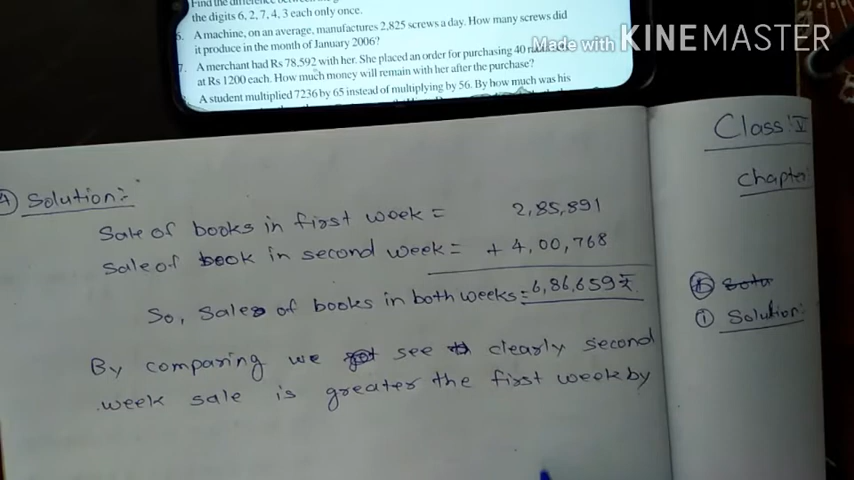 Find the difference between the
the digits 6, 2, 7, 4, 3 each only once.
6. A machine, on an average, manufactures 2,825 screws a day. How many screws did
it produce in the month of January 2006?
7. A merchant had Rs 78,592 with her. She placed an order for purchasing 40
at Rs 1200 each. How much money will remain with her after the purchase?
A student multiplied 7236 by 65 instead of multiplying by 56. By how much was his
Made with KINEMASTER
Class: V
Chapter
4) Solution:-
Sale of books in first week = 2,85,891
Sale of book in second week = + 4,00,768
So, Sales of books in both weeks = 6,86,659 ₹.
By comparing we see clearly second
week sale is greater the first week by
① Solution: